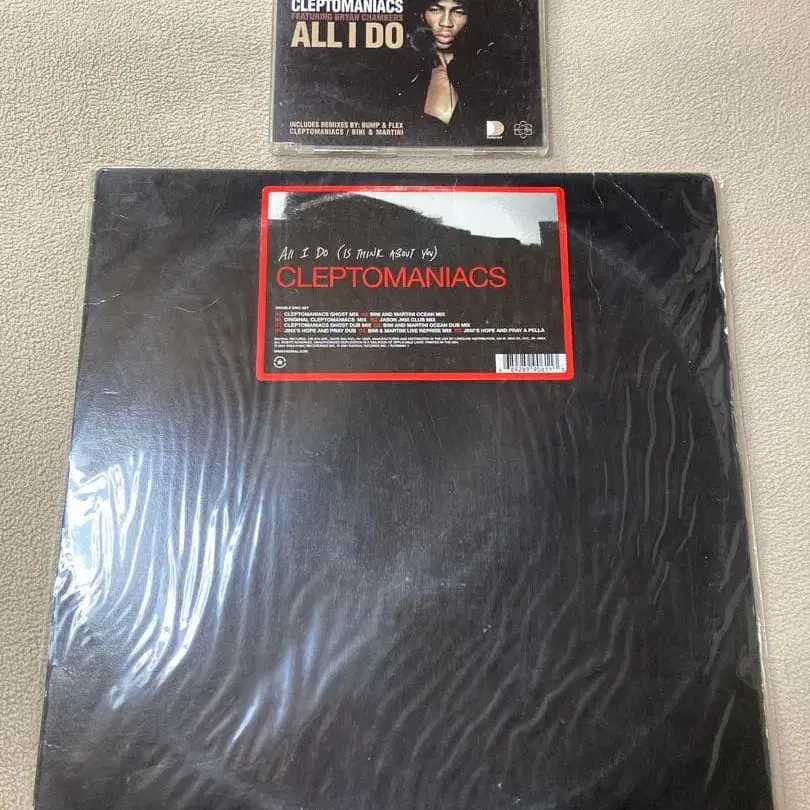 CLEPTOMANIACS
FEATURING BRYAN CHAMBERS
ALL I DO
INCLUDES REMIXES BY: BUMP & FLEX
CLEPTOMANIACS / BINI & MARTINI
All I Do (Is Think About You)
CLEPTOMANIACS
DOUBLE DISC SET
CLEPTOMANIACS GHOST MIX BINI AND MARTINI OCEAN MIX
ORIGINAL CLEPTOMANIACS MIX JASON JINX CLUB MIX
CLEPTOMANIACS GHOST DUB MIX BINI AND MARTINI OCEAN DUB MIX
JINX'S HOPE AND PRAY DUB BINI & MARTINI LIVE REPRISE MIX JINX'S HOPE AND PRAY A PELLA